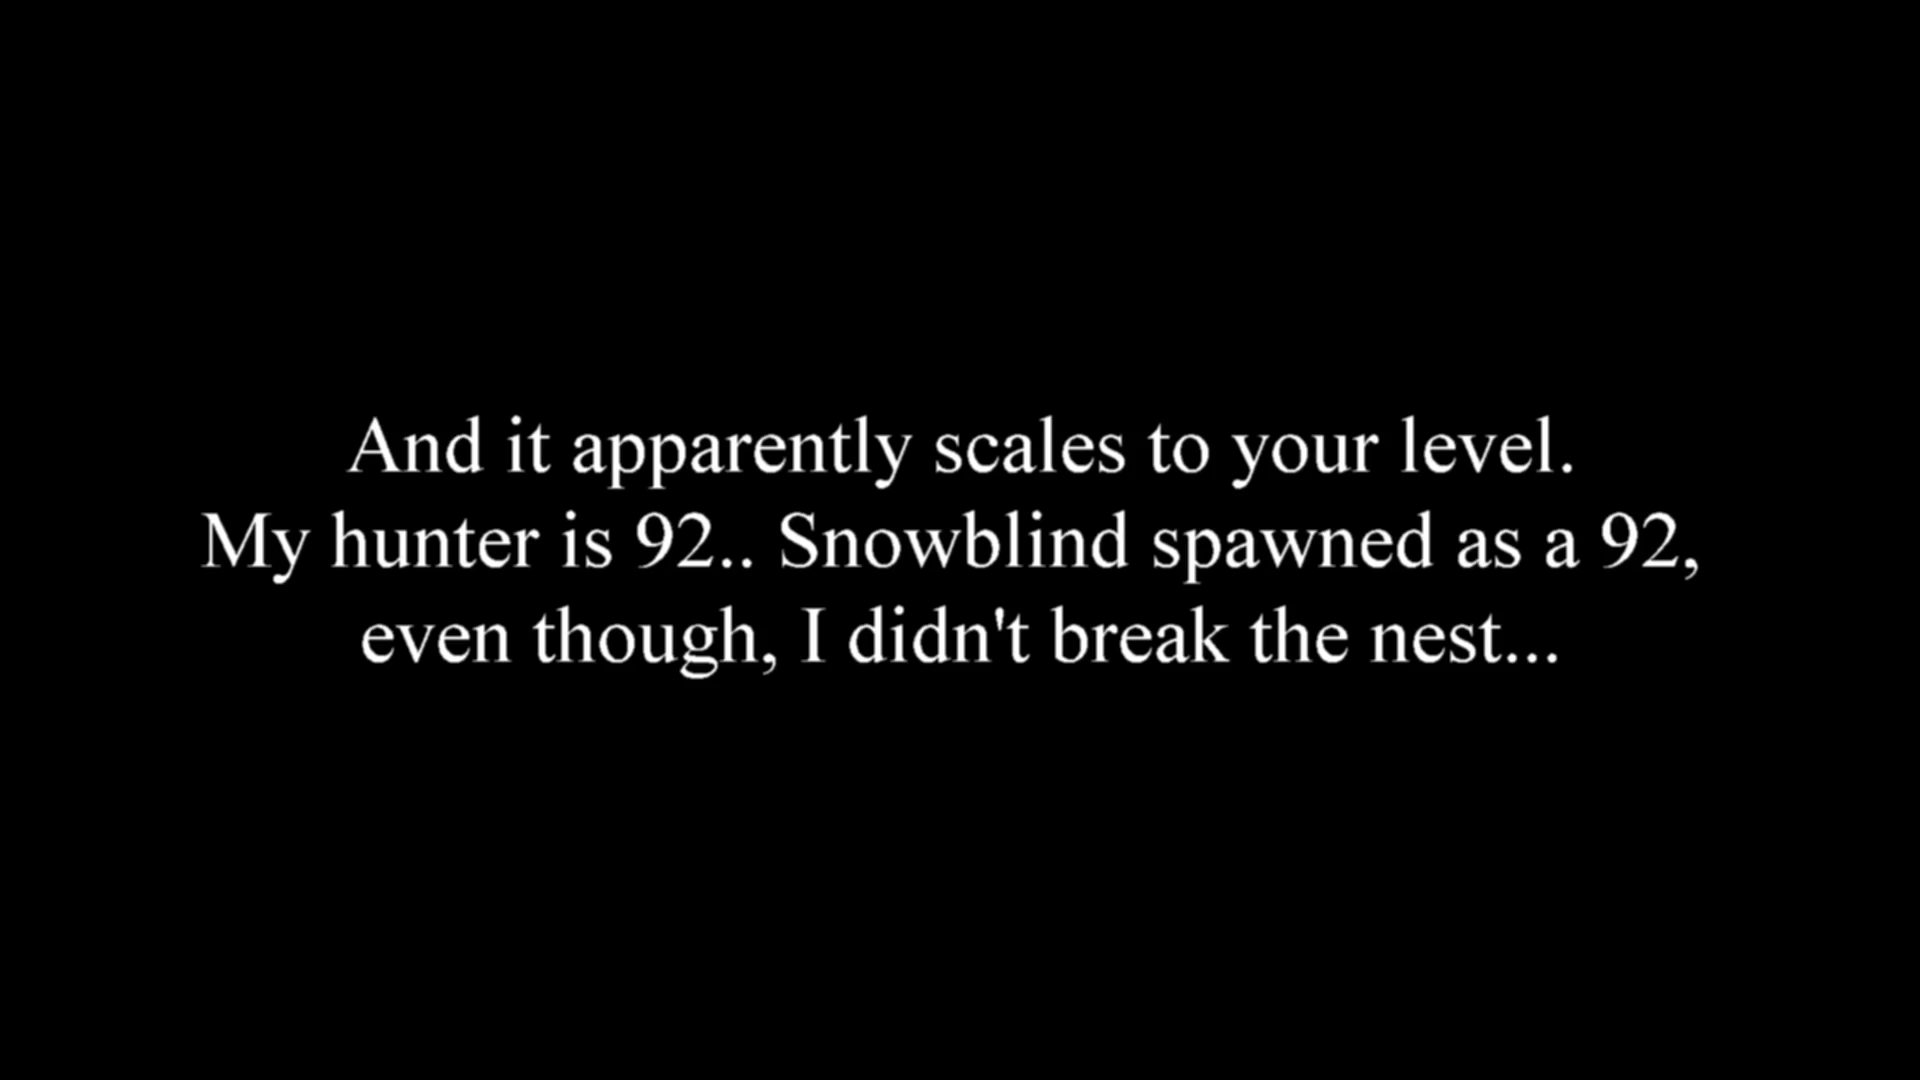 And it apparently scales to your level.
My hunter is 92.. Snowblind spawned as a 92,
even though, I didn't break the nest...